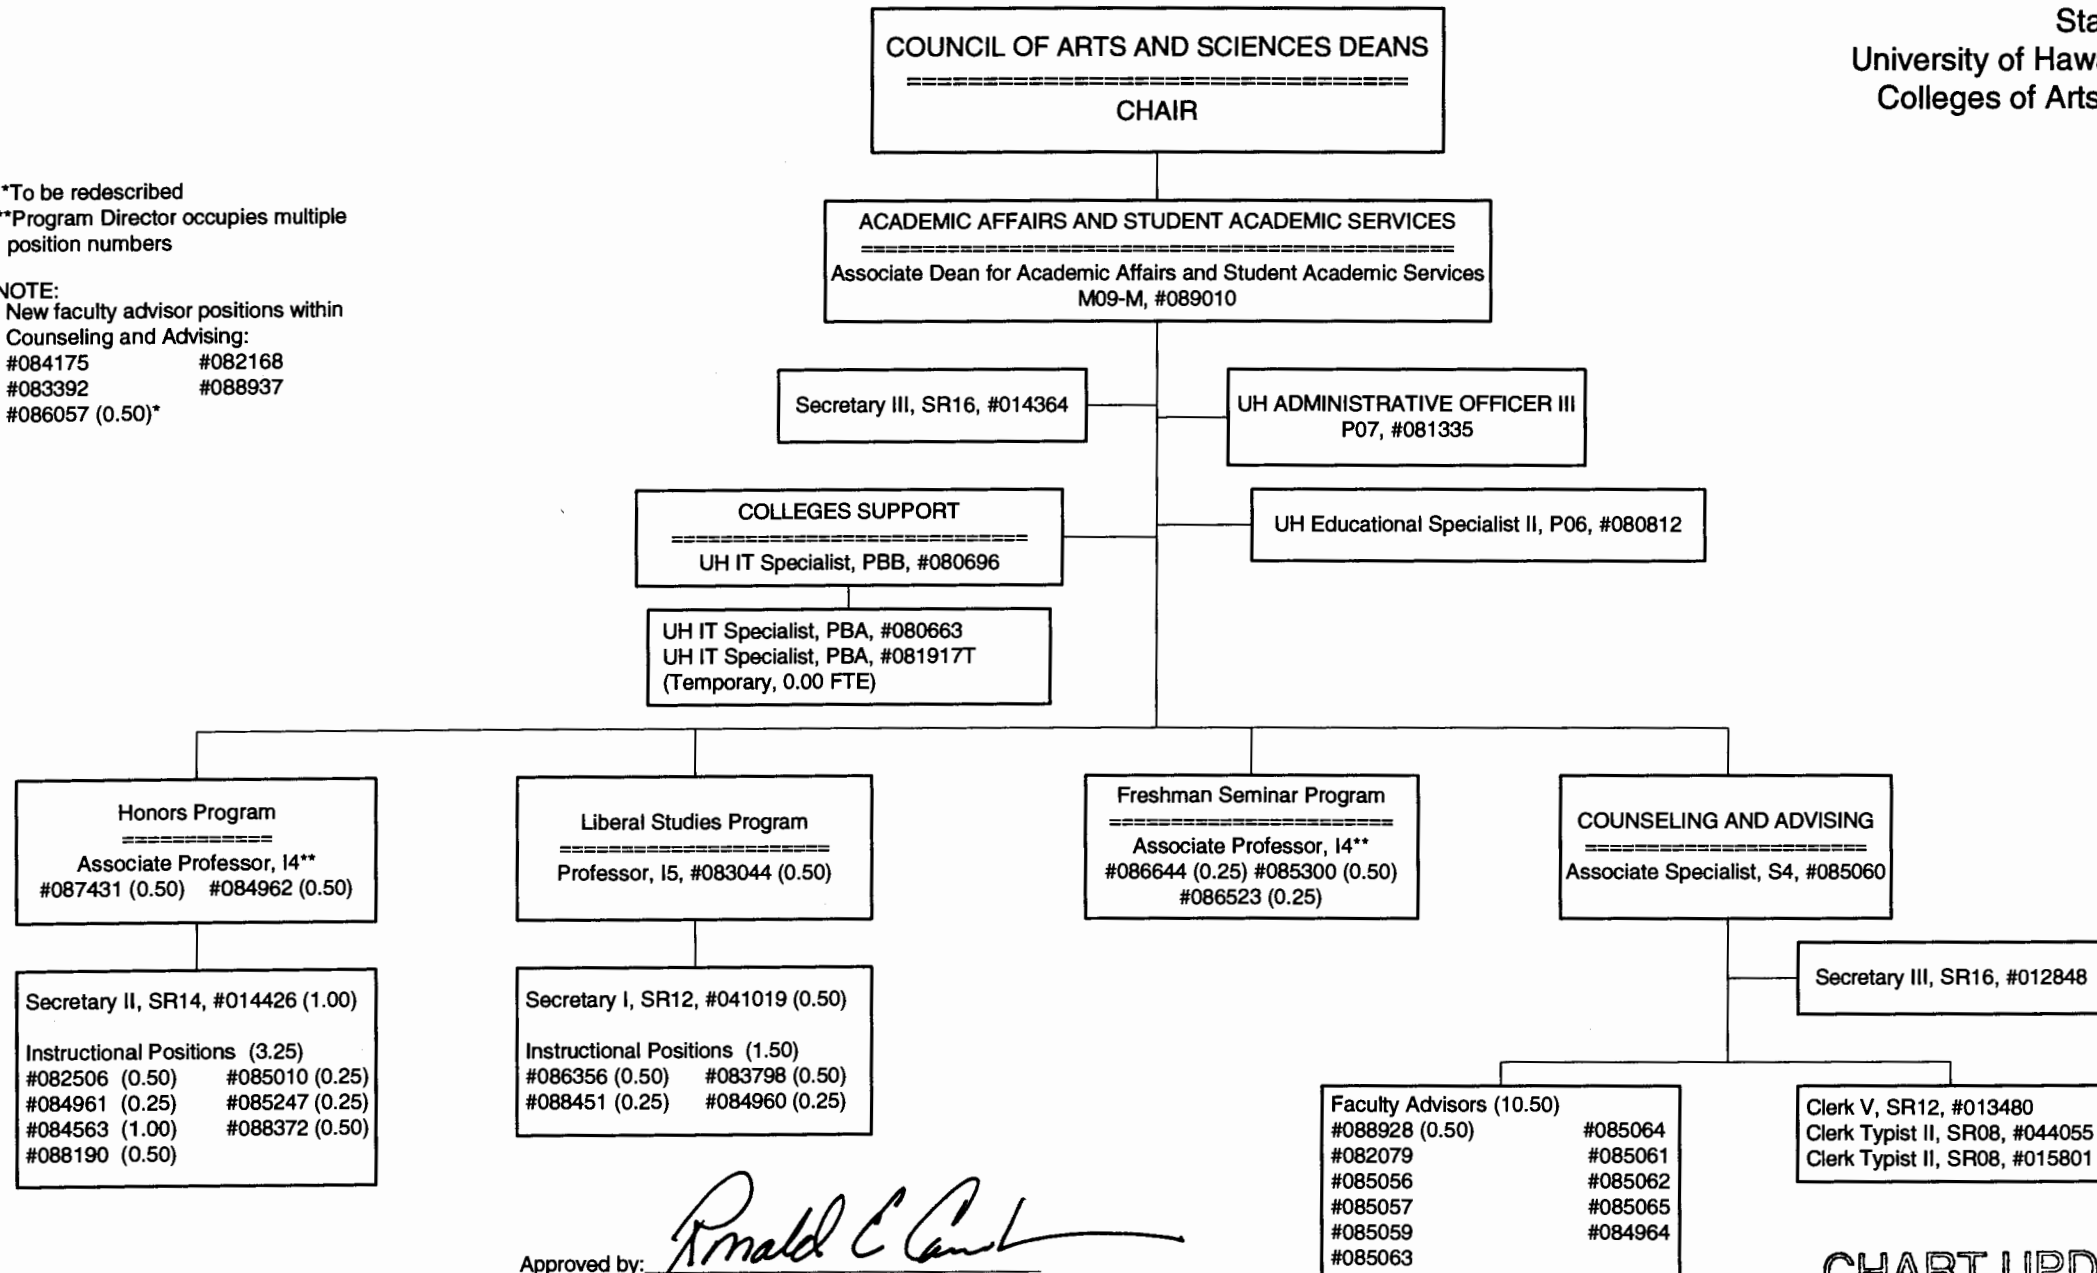 COUNCIL OF ARTS AND SCIENCES DEANS
CHAIR
Sta
University of Haw
Colleges of Arts
*To be redescribed
**Program Director occupies multiple
position numbers
NOTE:
New faculty advisor positions within
Counseling and Advising:
#084175 #082168
#083392 #088937
#086057 (0.50)*
ACADEMIC AFFAIRS AND STUDENT ACADEMIC SERVICES
Associate Dean for Academic Affairs and Student Academic Services
M09-M, #089010
Secretary III, SR16, #014364
UH ADMINISTRATIVE OFFICER III
P07, #081335
COLLEGES SUPPORT
UH IT Specialist, PBB, #080696
UH Educational Specialist II, P06, #080812
UH IT Specialist, PBA, #080663
UH IT Specialist, PBA, #081917T
(Temporary, 0.00 FTE)
Honors Program
Associate Professor, I4**
#087431 (0.50) #084962 (0.50)
Liberal Studies Program
Professor, I5, #083044 (0.50)
Freshman Seminar Program
Associate Professor, I4**
#086644 (0.25) #085300 (0.50)
#086523 (0.25)
COUNSELING AND ADVISING
Associate Specialist, S4, #085060
Secretary II, SR14, #014426 (1.00)
Instructional Positions (3.25)
#082506 (0.50) #085010 (0.25)
#084961 (0.25) #085247 (0.25)
#084563 (1.00) #088372 (0.50)
#088190 (0.50)
Secretary I, SR12, #041019 (0.50)
Instructional Positions (1.50)
#086356 (0.50) #083798 (0.50)
#088451 (0.25) #084960 (0.25)
Secretary III, SR16, #012848
Faculty Advisors (10.50)
#088928 (0.50) #085064
#082079 #085061
#085056 #085062
#085057 #085065
#085059 #084964
#085063
Clerk V, SR12, #013480
Clerk Typist II, SR08, #044055
Clerk Typist II, SR08, #015801
Approved by:
CHART UPD